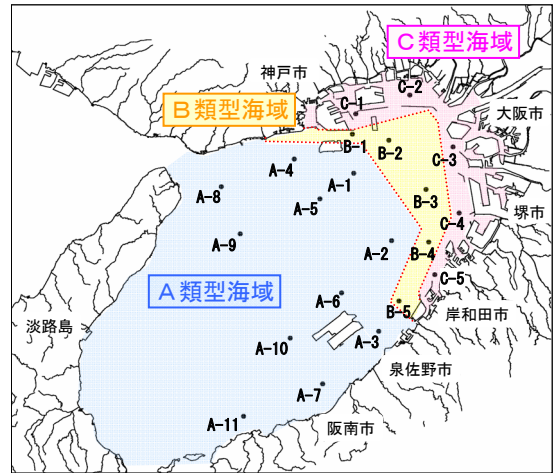 C類型海域
神戸市
C-2
B類型海域
C-1
大阪市
B-1
B-2
C-3
A-4
A-1
A-8
A-5
B-3
C-4
堺市
A-9
A-2
B-4
C-5
A類型海域
A-6
B-5
岸和田市
淡路島
A-10
A-3
泉佐野市
A-7
A-11
阪南市